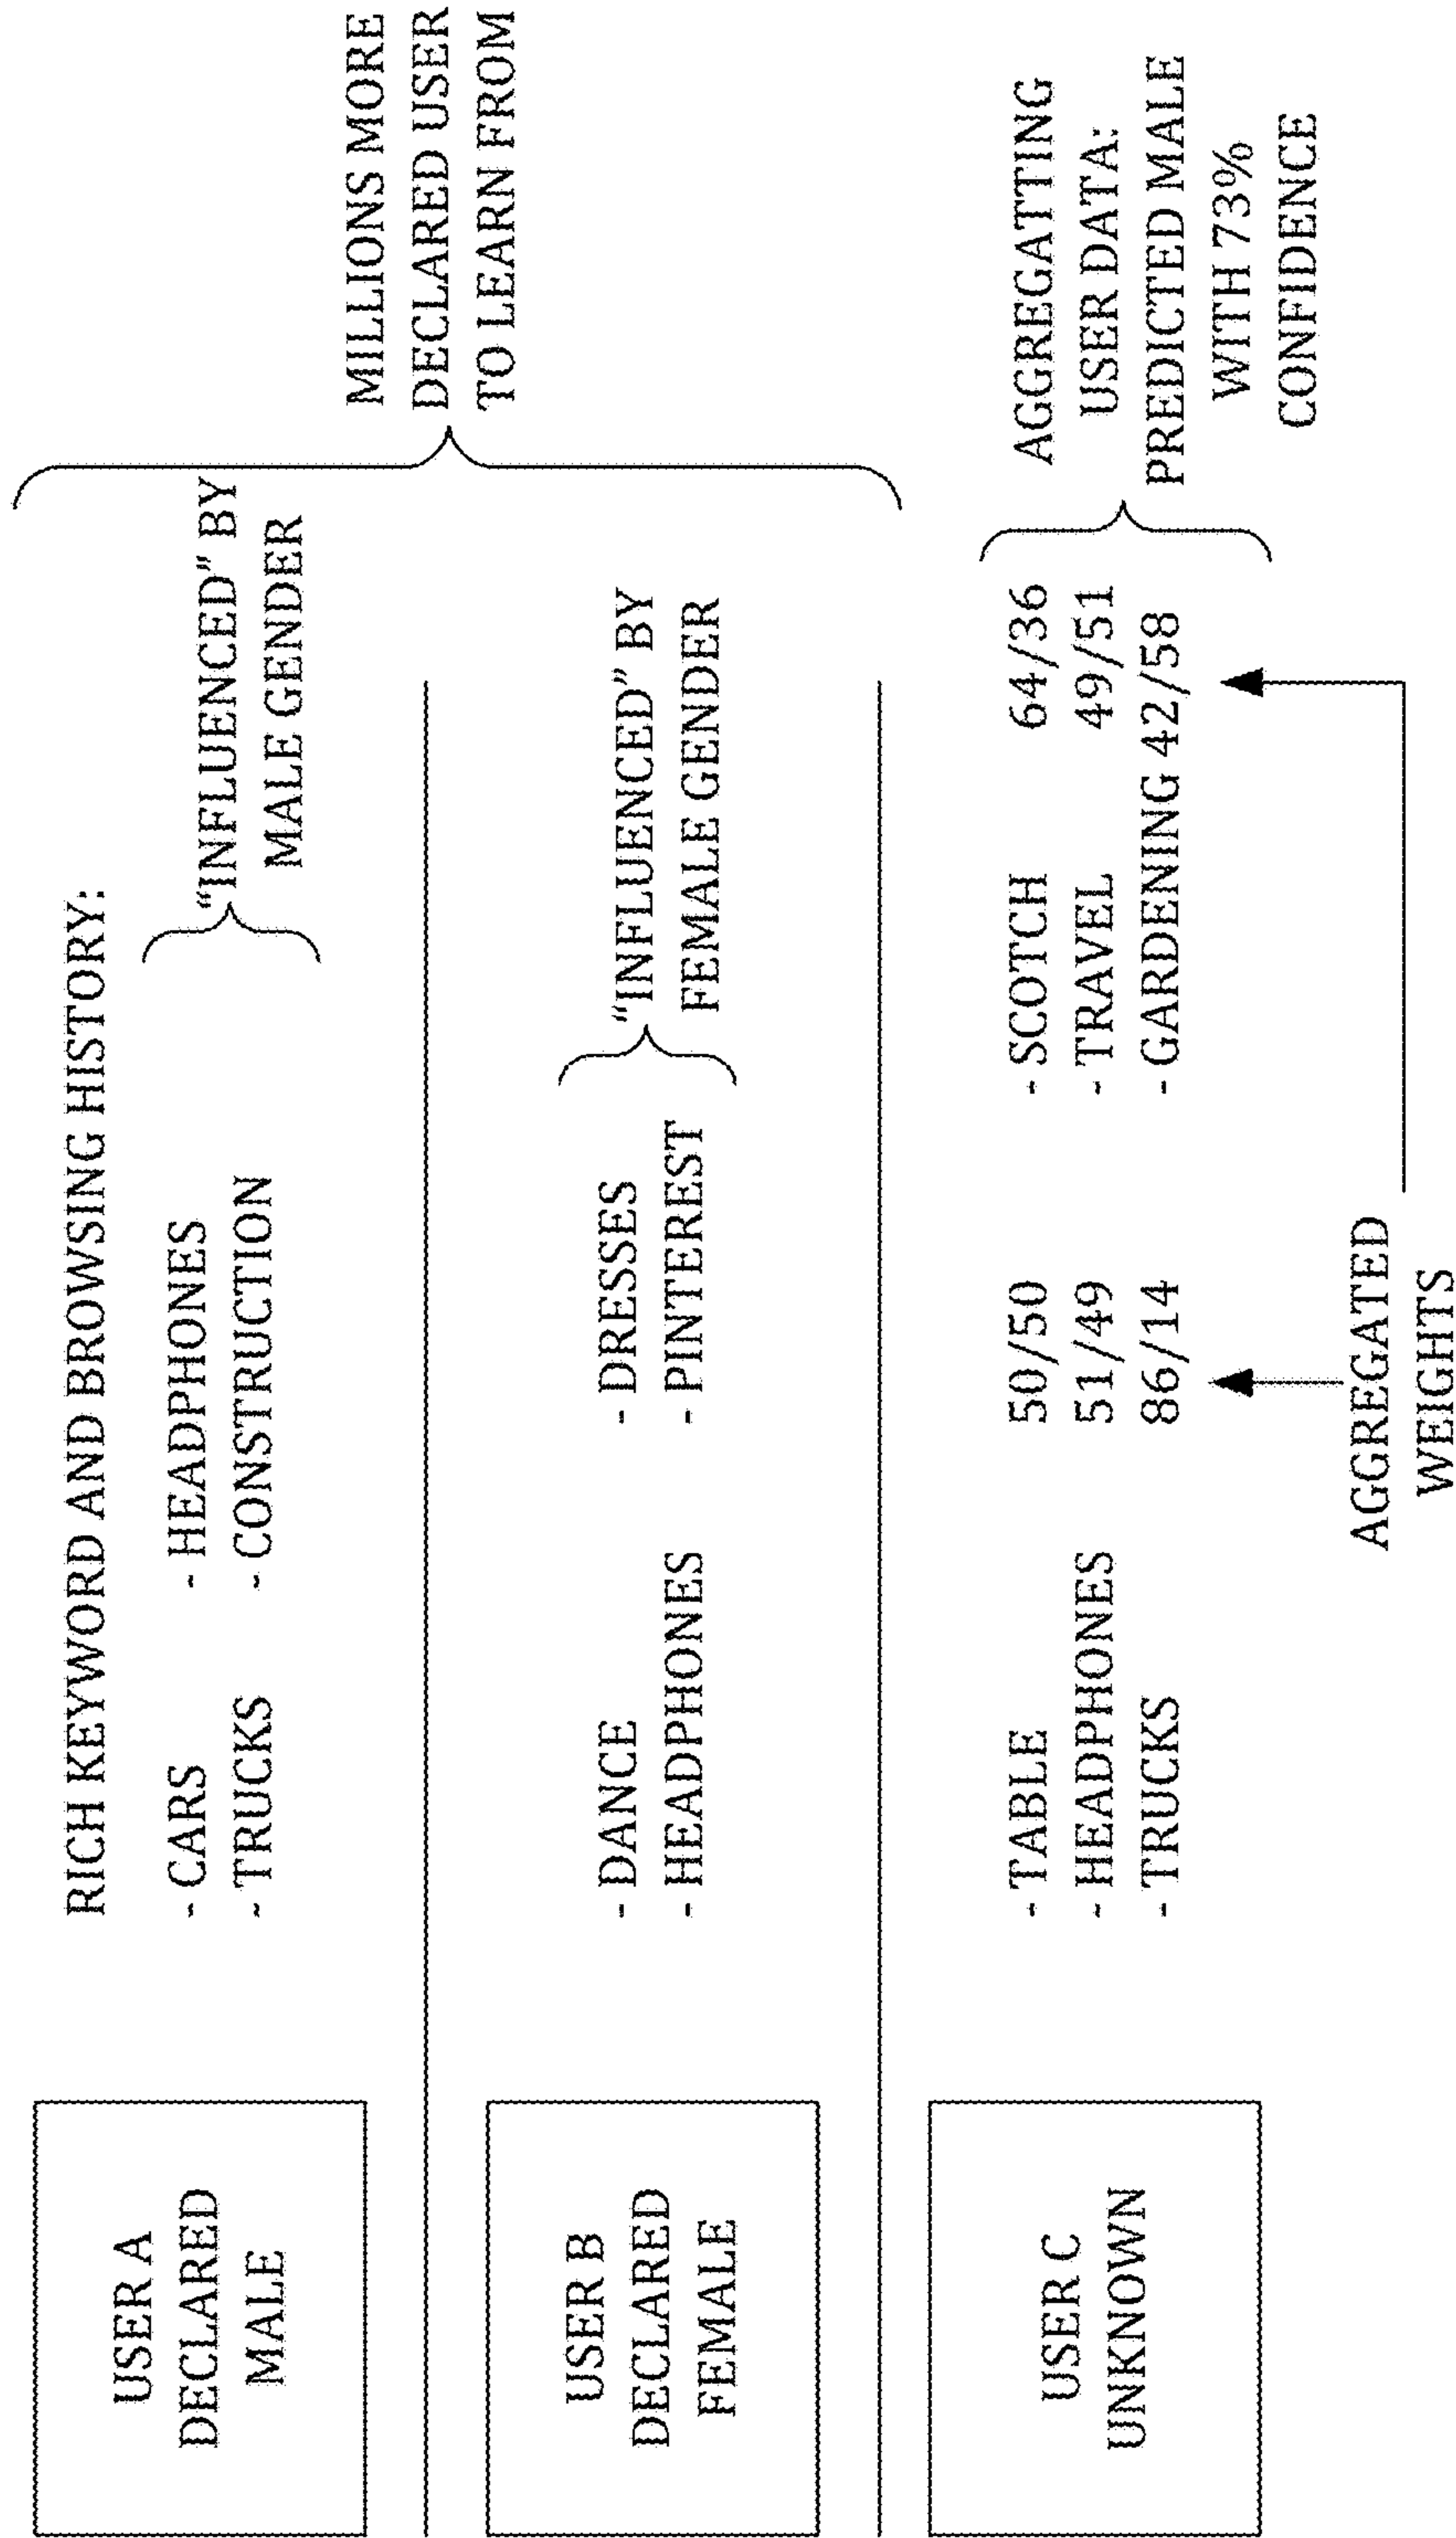 RICH KEYWORD AND BROWSING HISTORY:
USER A
DECLARED
MALE
- CARS
- TRUCKS
- HEADPHONES
- CONSTRUCTION
“INFLUENCED” BY
MALE GENDER
MILLIONS MORE
DECLARED USER
TO LEARN FROM
USER B
DECLARED
FEMALE
- DANCE
- HEADPHONES
- DRESSES
- PINTEREST
“INFLUENCED” BY
FEMALE GENDER
USER C
UNKNOWN
- TABLE 50/50
- HEADPHONES 51/49
- TRUCKS 86/14
- SCOTCH 64/36
- TRAVEL 49/51
- GARDENING 42/58
AGGREGATTING
USER DATA:
PREDICTED MALE
WITH 73%
CONFIDENCE
AGGREGATED
WEIGHTS